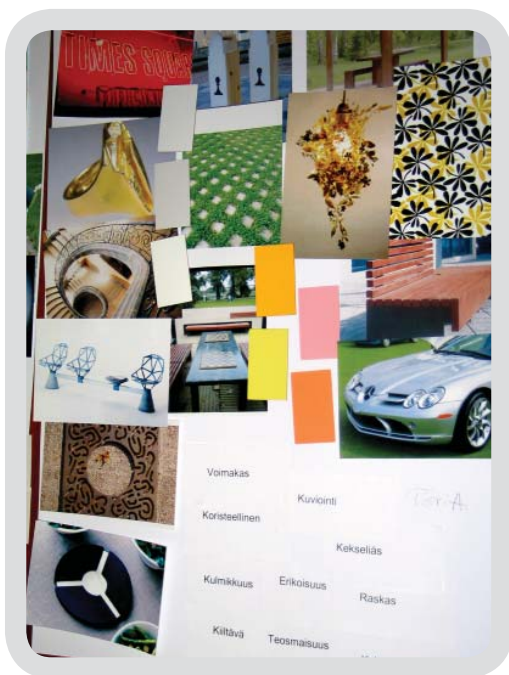 TIMES SQUARE
Voimakas
Kuviointi
Koristeellinen
Kekseliäs
Kulmikkuus
Erikoisuus
Raskas
Kiiltävä
Teosmaisuus